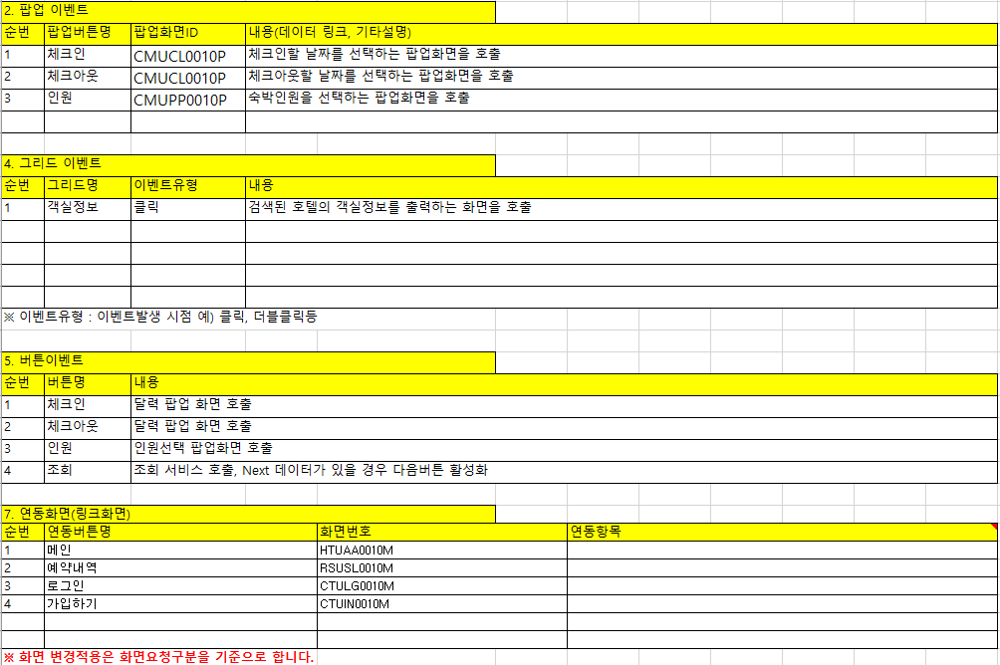 2. 팝업 이벤트
순번 팝업버튼명 팝업화면ID 내용(데이터 링크, 기타설명)
1 체크인 CMUCL0010P 체크인할 날짜를 선택하는 팝업화면을 호출
2 체크아웃 CMUCL0010P 체크아웃할 날짜를 선택하는 팝업화면을 호출
3 인원 CMUPP0010P 숙박인원을 선택하는 팝업화면을 호출
4. 그리드 이벤트
순번 그리드명 이벤트유형 내용
1 객실정보 클릭 검색된 호텔의 객실정보를 출력하는 화면을 호출
※ 이벤트유형 : 이벤트발생 시점 예) 클릭, 더블클릭등
5. 버튼이벤트
순번 버튼명 내용
1 체크인 달력 팝업 화면 호출
2 체크아웃 달력 팝업 화면 호출
3 인원 인원선택 팝업화면 호출
4 조회 조회 서비스 호출, Next 데이터가 있을 경우 다음버튼 활성화
7. 연동화면(링크화면)
순번 연동버튼명 화면번호 연동항목
1 메인 HTUAA0010M
2 예약내역 RSUSL0010M
3 로그인 CTULG0010M
4 가입하기 CTUIN0010M
※ 화면 변경적용은 화면요청구분을 기준으로 합니다.